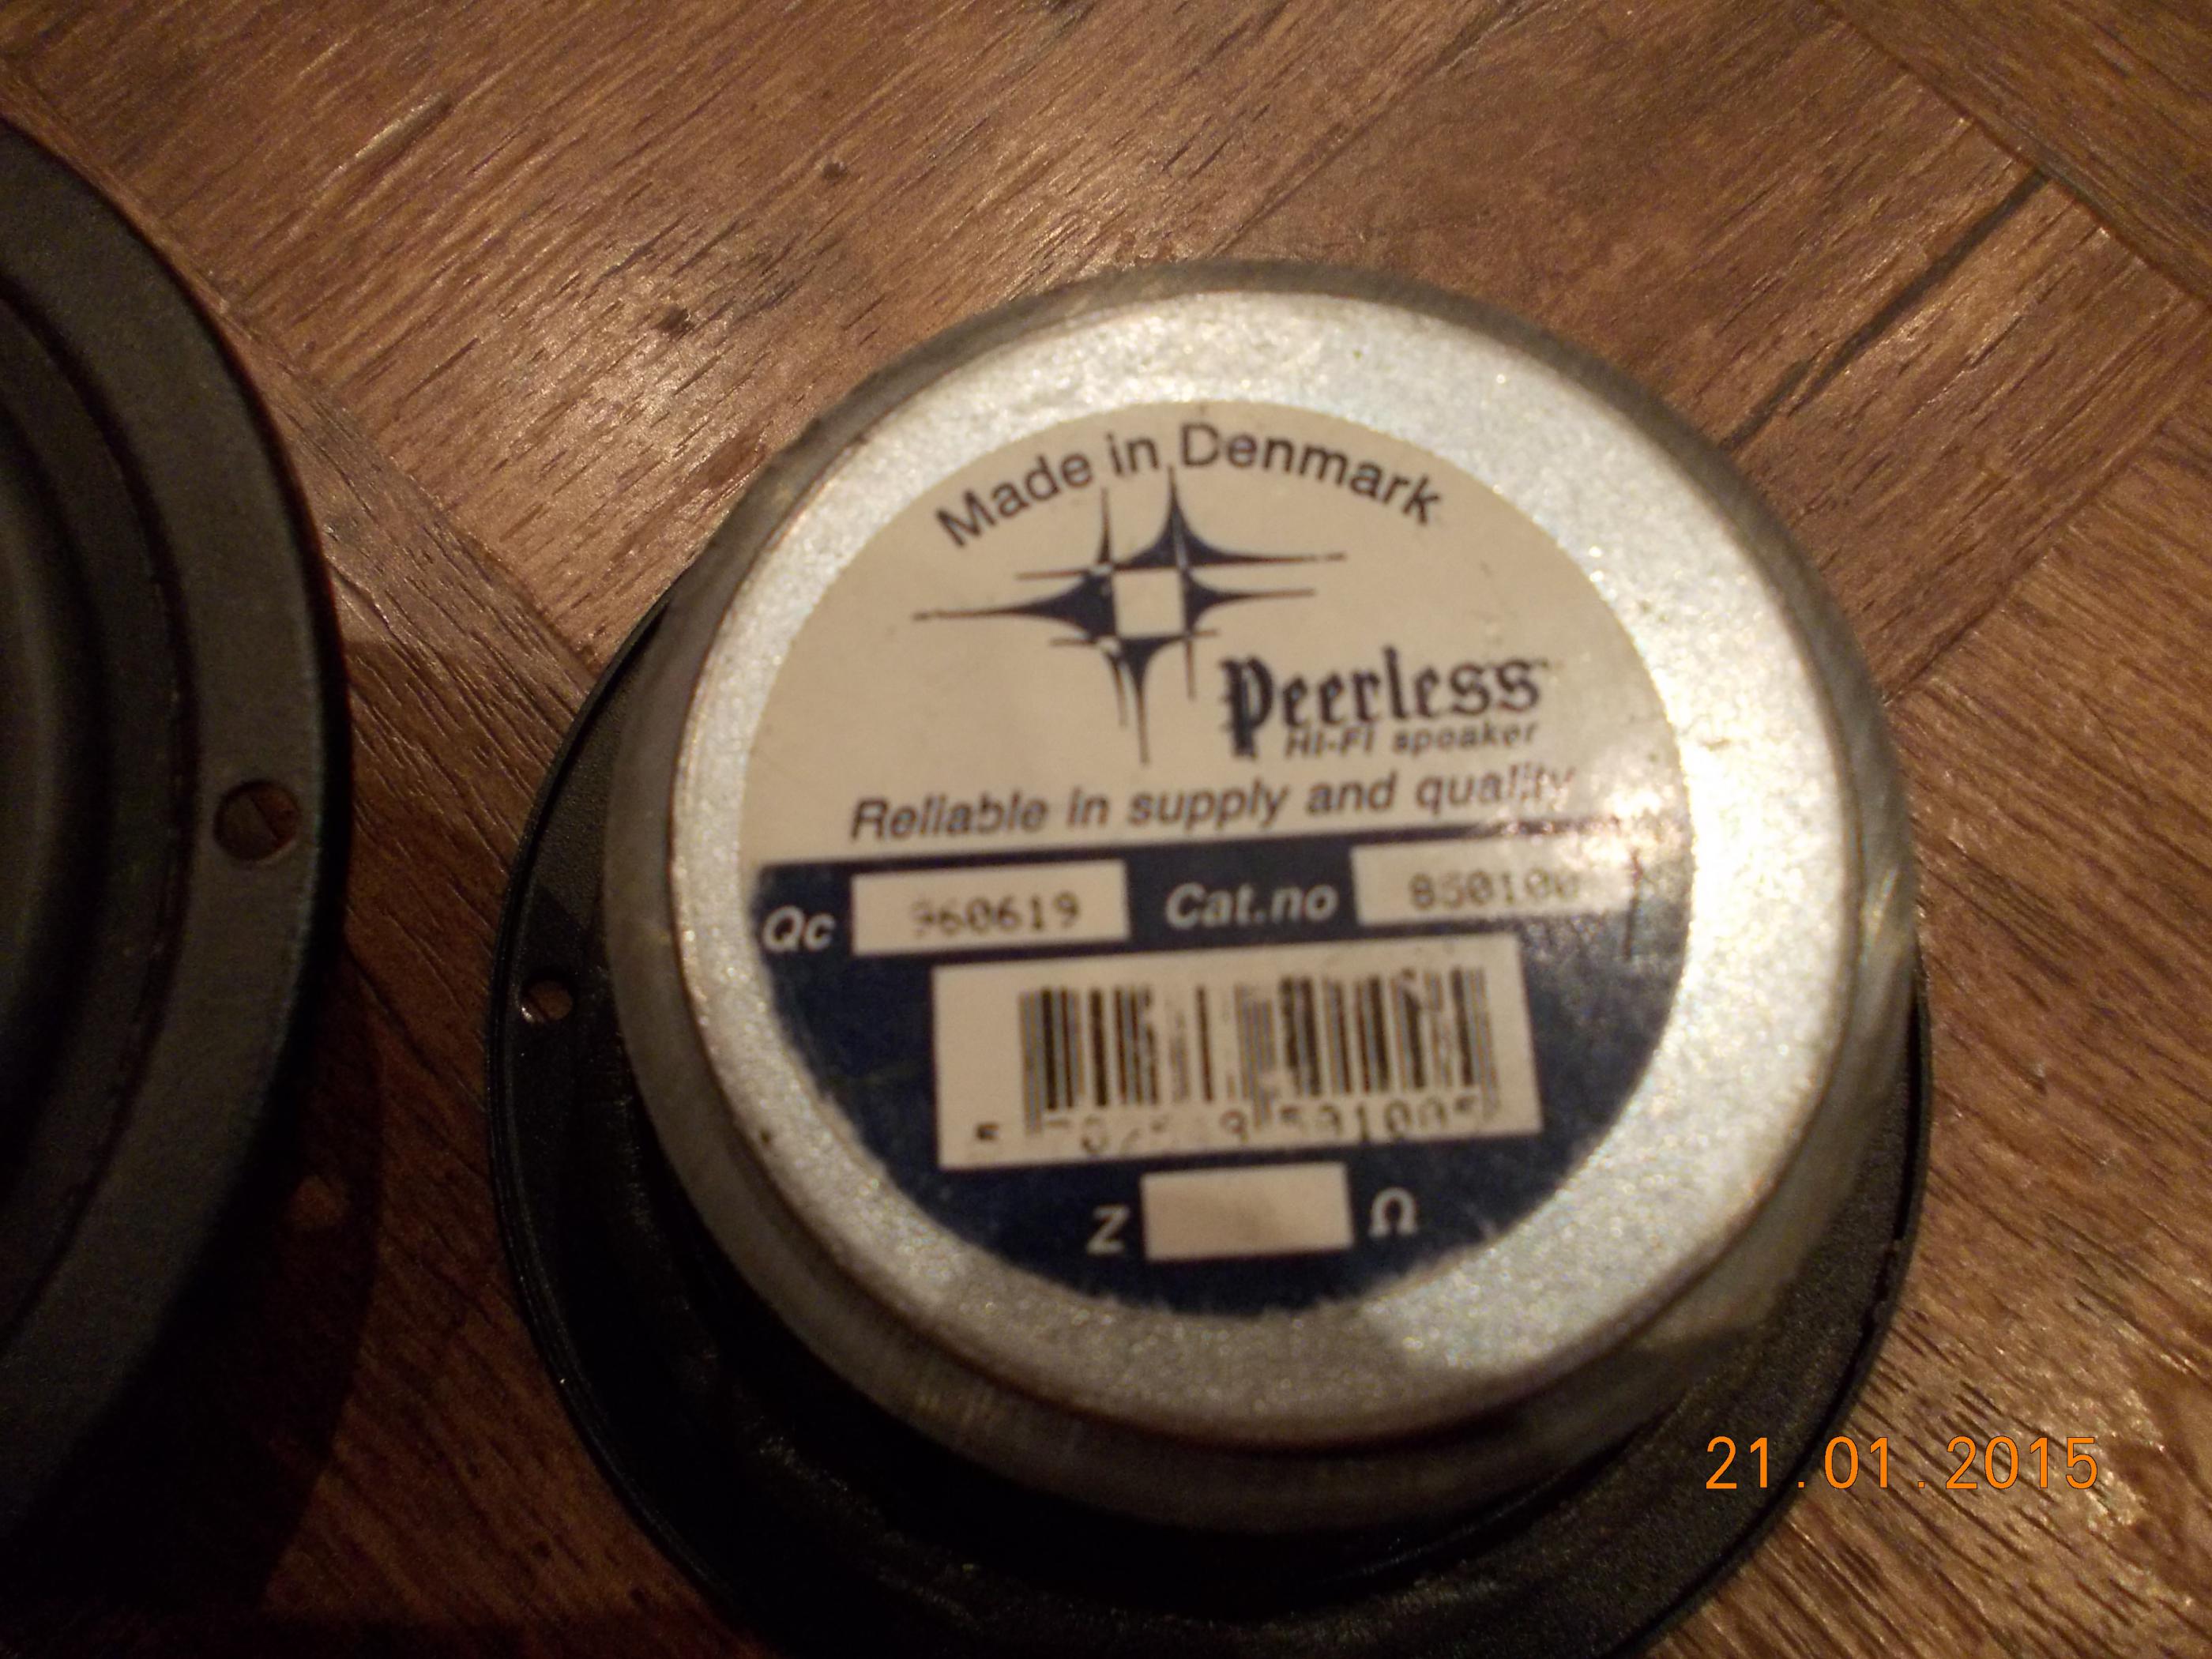 Made in Denmark
Peerless
HI-FI speaker
Reliable in supply and quality
Qc 960619 Cat.no 850100
Z Ω
21.01.2015